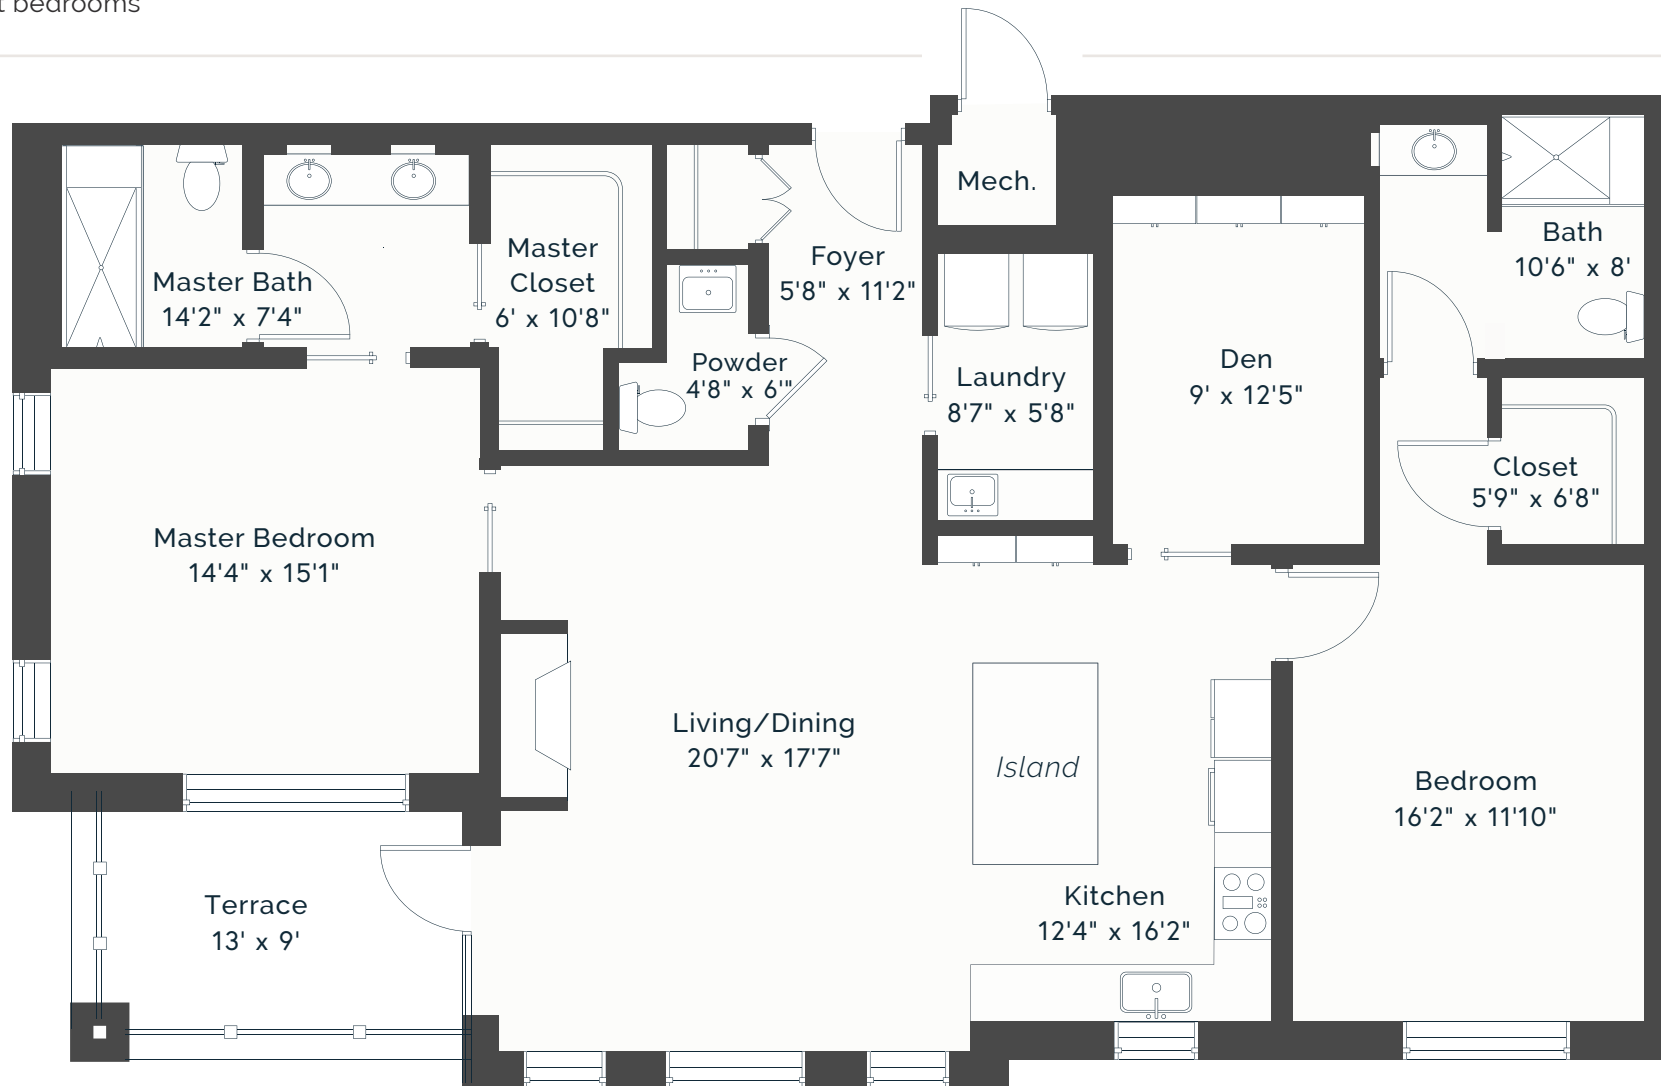 t bedrooms
Mech.
Master Bath
14'2" x 7'4"
Master
Closet
6' x 10'8"
Foyer
5'8" x 11'2"
Powder
4'8" x 6'"
Laundry
8'7" x 5'8"
Den
9' x 12'5"
Bath
10'6" x 8'
Closet
5'9" x 6'8"
Master Bedroom
14'4" x 15'1"
Living/Dining
20'7" x 17'7"
Island
Kitchen
12'4" x 16'2"
Bedroom
16'2" x 11'10"
Terrace
13' x 9'